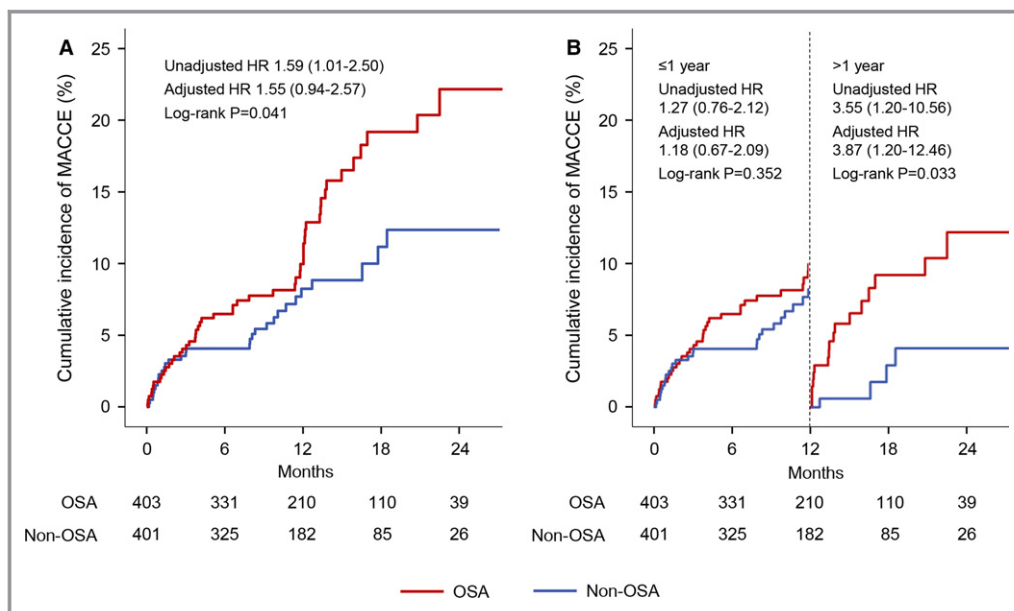 A
Unadjusted HR 1.59 (1.01-2.50)
Adjusted HR 1.55 (0.94-2.57)
Log-rank P=0.041
Cumulative incidence of MACCE (%)
25
20
15
10
5
0
0 6 12 18 24
Months
OSA 403 331 210 110 39
Non-OSA 401 325 182 85 26
B
≤1 year
Unadjusted HR
1.27 (0.76-2.12)
Adjusted HR
1.18 (0.67-2.09)
Log-rank P=0.352
>1 year
Unadjusted HR
3.55 (1.20-10.56)
Adjusted HR
3.87 (1.20-12.46)
Log-rank P=0.033
Cumulative incidence of MACCE (%)
25
20
15
10
5
0
0 6 12 18 24
Months
OSA 403 331 210 110 39
Non-OSA 401 325 182 85 26
OSA Non-OSA